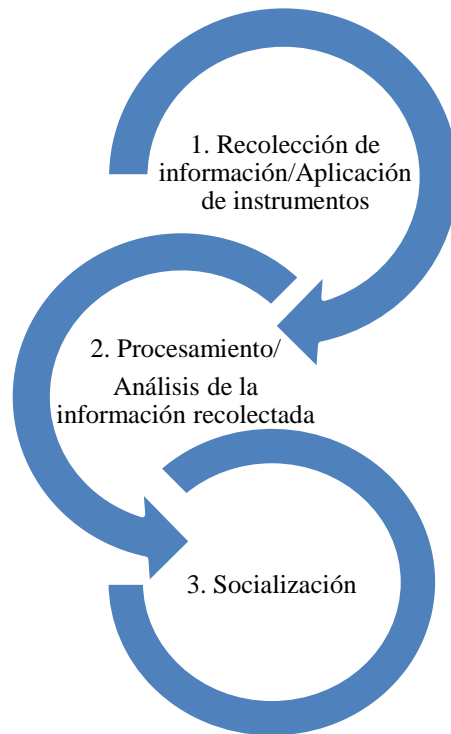 1. Recolección de
información/Aplicación
de instrumentos
2. Procesamiento/
Análisis de la
información recolectada
3. Socialización